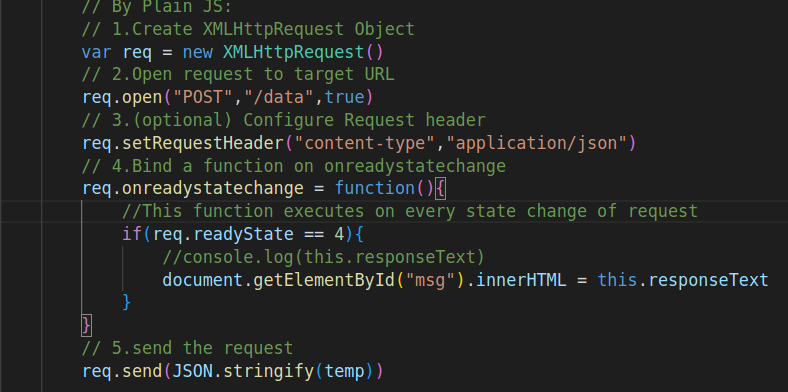 // By Plain JS:
// 1.Create XMLHttpRequest Object
var req = new XMLHttpRequest()
// 2.Open request to target URL
req.open("POST","/data",true)
// 3.(optional) Configure Request header
req.setRequestHeader("content-type","application/json")
// 4.Bind a function on onreadystatechange
req.onreadystatechange = function(){
//This function executes on every state change of request
if(req.readyState == 4){
//console.log(this.responseText)
document.getElementById("msg").innerHTML = this.responseText
}
}
// 5.send the request
req.send(JSON.stringify(temp))